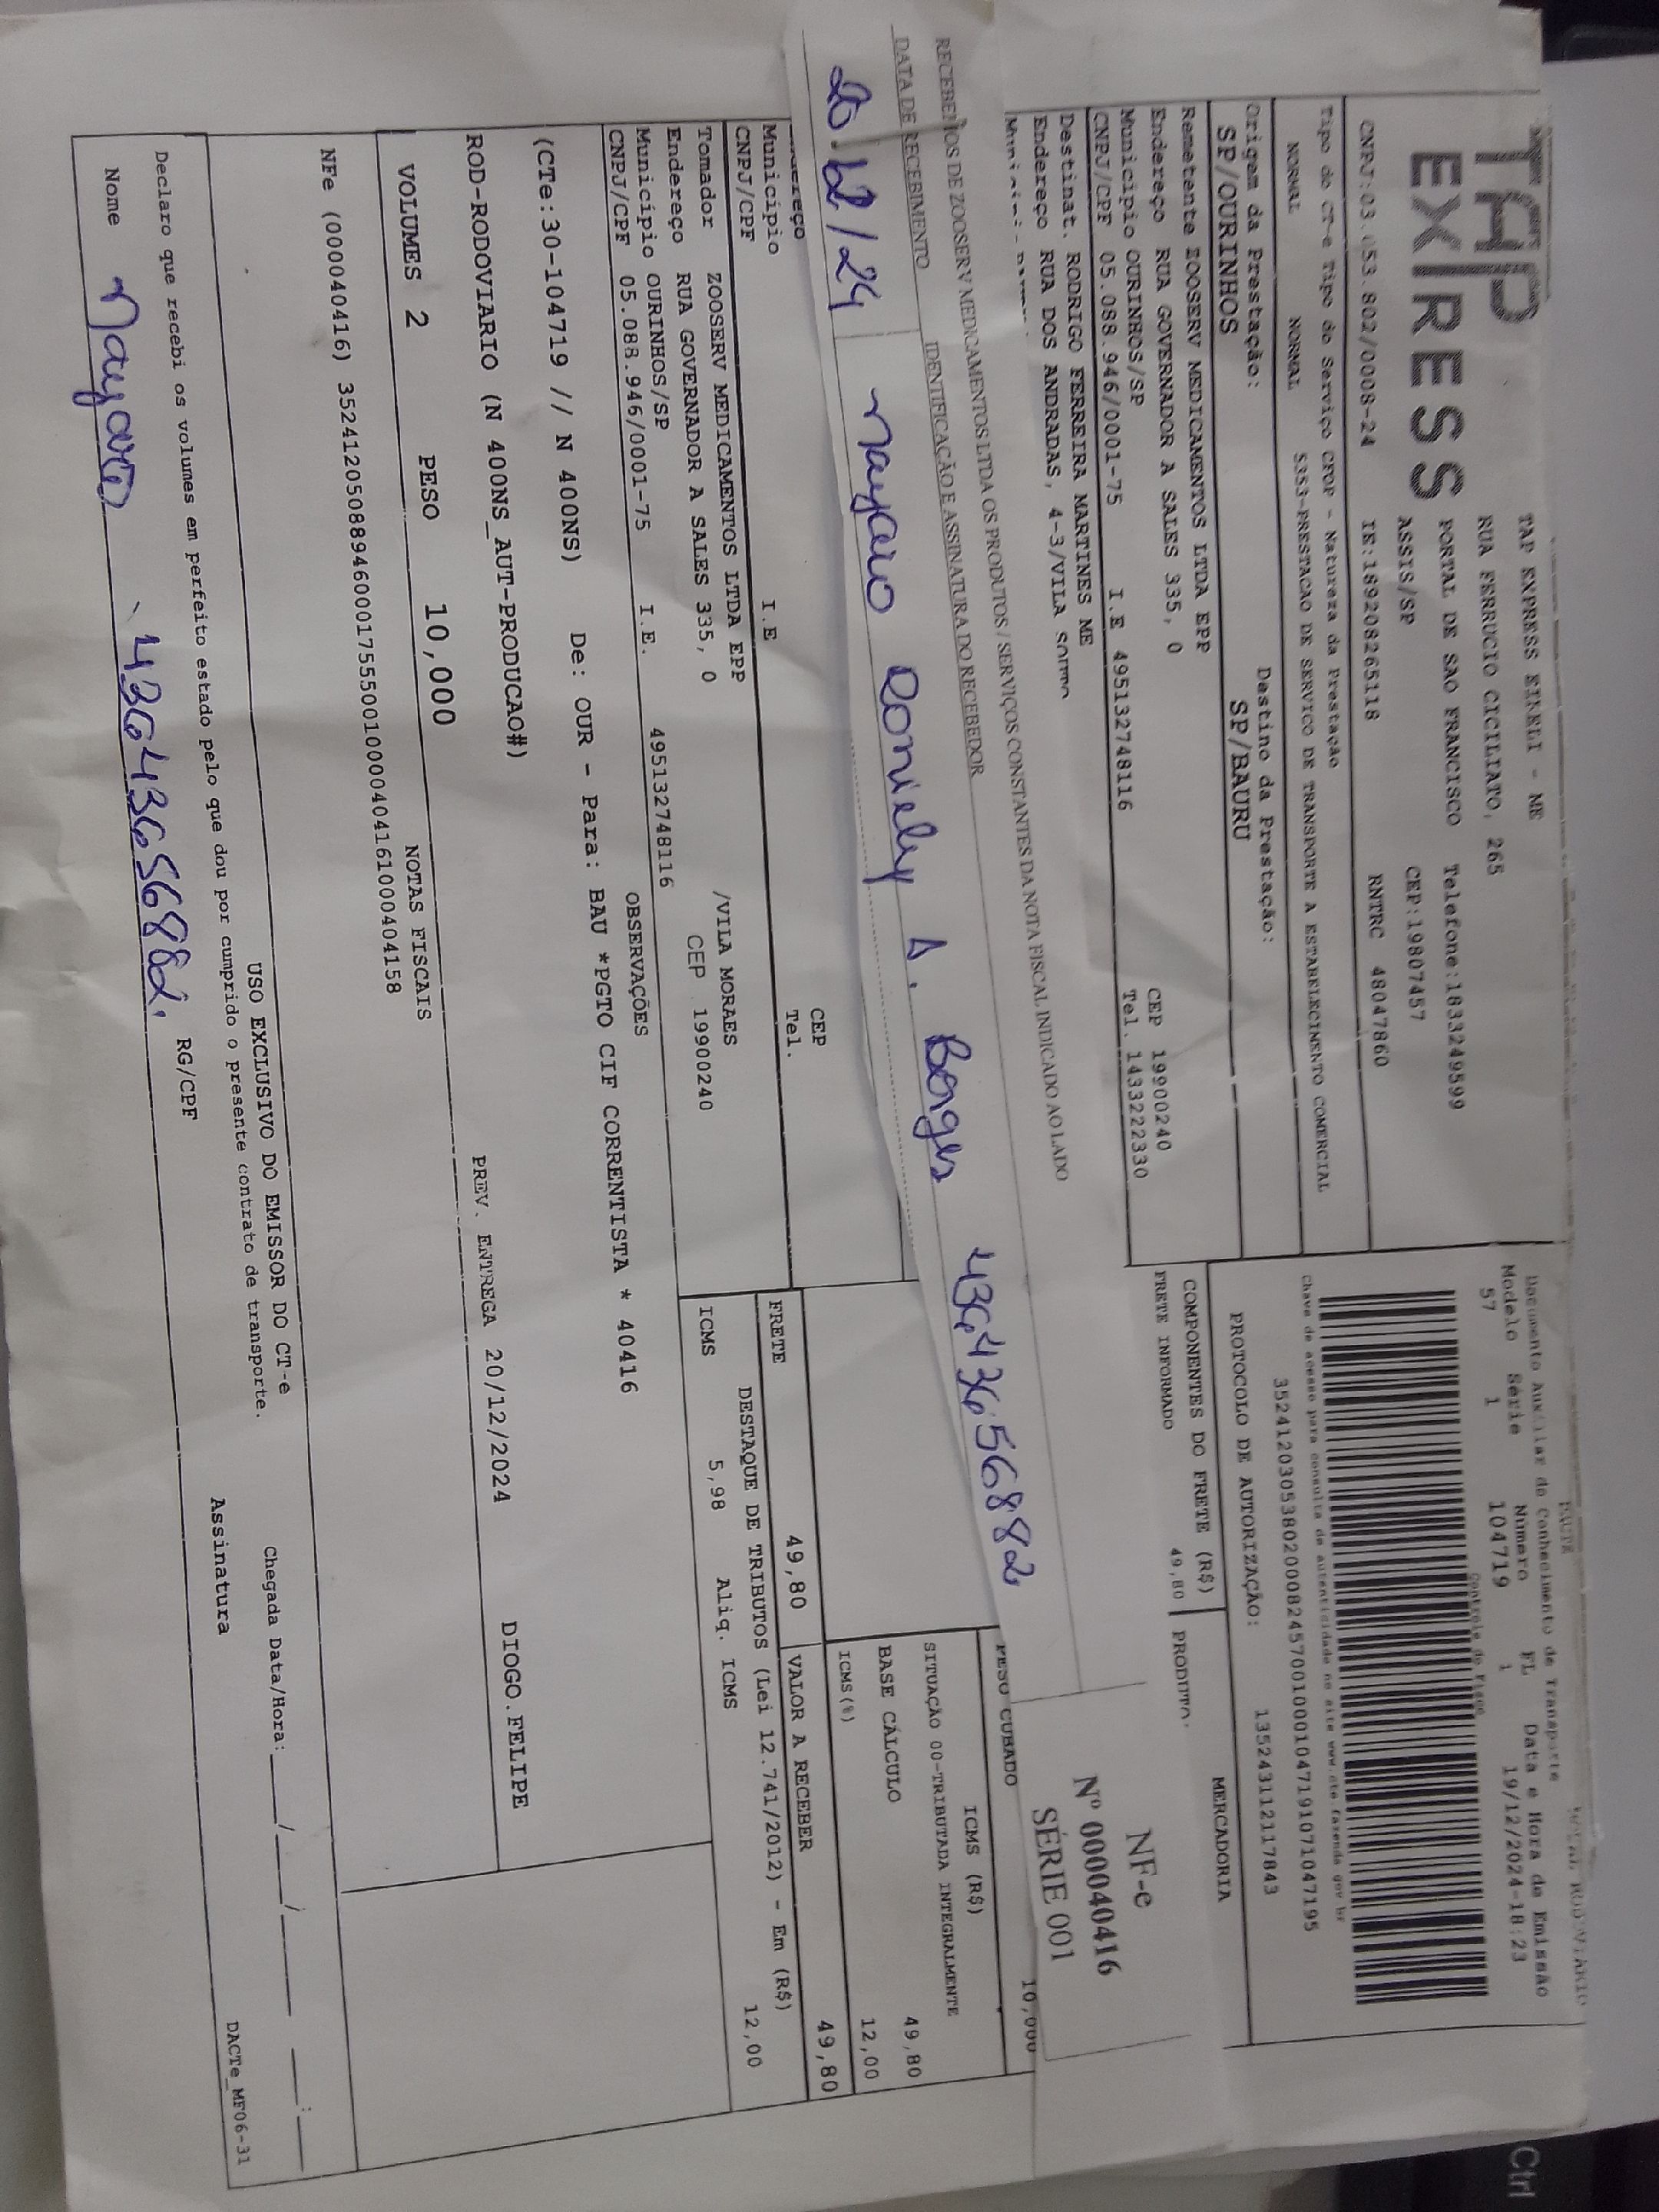 TAP
EXPRESS
TAP EXPRESS EIRELI - ME
RUA FERRUCIO CICILIATO, 265
PORTAL DE SAO FRANCISCO Telefone:1833249599
ASSIS/SP CEP:19807457
CNPJ:03.053.802/0008-24 IE:189208265118 RNTRC 48047860
Tipo do CT-e Tipo do Serviço CFOP - Natureza da Prestação
NORMAL NORMAL 5353-PRESTACAO DE SERVICO DE TRANSPORTE A ESTABELECIMENTO COMERCIAL
Origem da Prestação: Destino da Prestação:
SP/OURINHOS SP/BAURU
Remetente ZOOSERV MEDICAMENTOS LTDA EPP
Endereço RUA GOVERNADOR A SALES 335, 0 CEP 19900240
Municipio OURINHOS/SP Tel. 1433222330
CNPJ/CPF 05.088.946/0001-75 I.E 495132748116
Destinat. RODRIGO FERREIRA MARTINES ME
Endereço RUA DOS ANDRADAS, 4-3/VILA
DACTE
Documento Auxiliar do Conhecimento de Transporte
Modelo Série Número FL Data e Hora da Emissão
57 1 104719 1 19/12/2024-18:23
Controle do Fisco
Chave de acesso para consulta de autenticidade no site www.cte.fazenda.gov.br
35241203053802000824570010001047191071047195
PROTOCOLO DE AUTORIZAÇÃO: 135243112117843
COMPONENTES DO FRETE (R$) MERCADORIA
FRETE INFORMADO 49,80
RECEBEMOS DE ZOOSERV MEDICAMENTOS LTDA OS PRODUTOS / SERVIÇOS CONSTANTES DA NOTA FISCAL INDICADO AO LADO
DATA DE RECEBIMENTO IDENTIFICAÇÃO E ASSINATURA DO RECEBEDOR
20/12/24 Borges
NF-e
Nº 000040416
SÉRIE 001
PESO CUBADO 10,000
ICMS (R$)
SITUAÇÃO 00-TRIBUTADA INTEGRALMENTE
BASE CÁLCULO 49,80
ICMS(%) 12,00
Municipio CEP
CNPJ/CPF I.E Tel.
FRETE 49,80 VALOR A RECEBER 49,80
Tomador ZOOSERV MEDICAMENTOS LTDA EPP
Endereço RUA GOVERNADOR A SALES 335, 0 /VILA MORAES
Município OURINHOS/SP CEP 19900240
CNPJ/CPF 05.088.946/0001-75 I.E. 495132748116
DESTAQUE DE TRIBUTOS (Lei 12.741/2012) - Em (R$)
ICMS 5,98 Aliq. ICMS 12,00
OBSERVAÇÕES
(CTe:30-104719 // N 400NS) De: OUR - Para: BAU *PGTO CIF CORRENTISTA * 40416
ROD-RODOVIARIO (N 400NS_AUT-PRODUCAO#)
VOLUMES 2 PESO 10,000 PREV. ENTREGA 20/12/2024 DIOGO.FELIPE
NOTAS FISCAIS
NFe (000040416) 35241205088946000175550010000404161000404158
USO EXCLUSIVO DO EMISSOR DO CT-e
Declaro que recebi os volumes em perfeito estado pelo que dou por cumprido o presente contrato de transporte.
Chegada Data/Hora:____/____/____ __:__
Nome RG/CPF Assinatura
DACTe_MF06-31
Ctrl